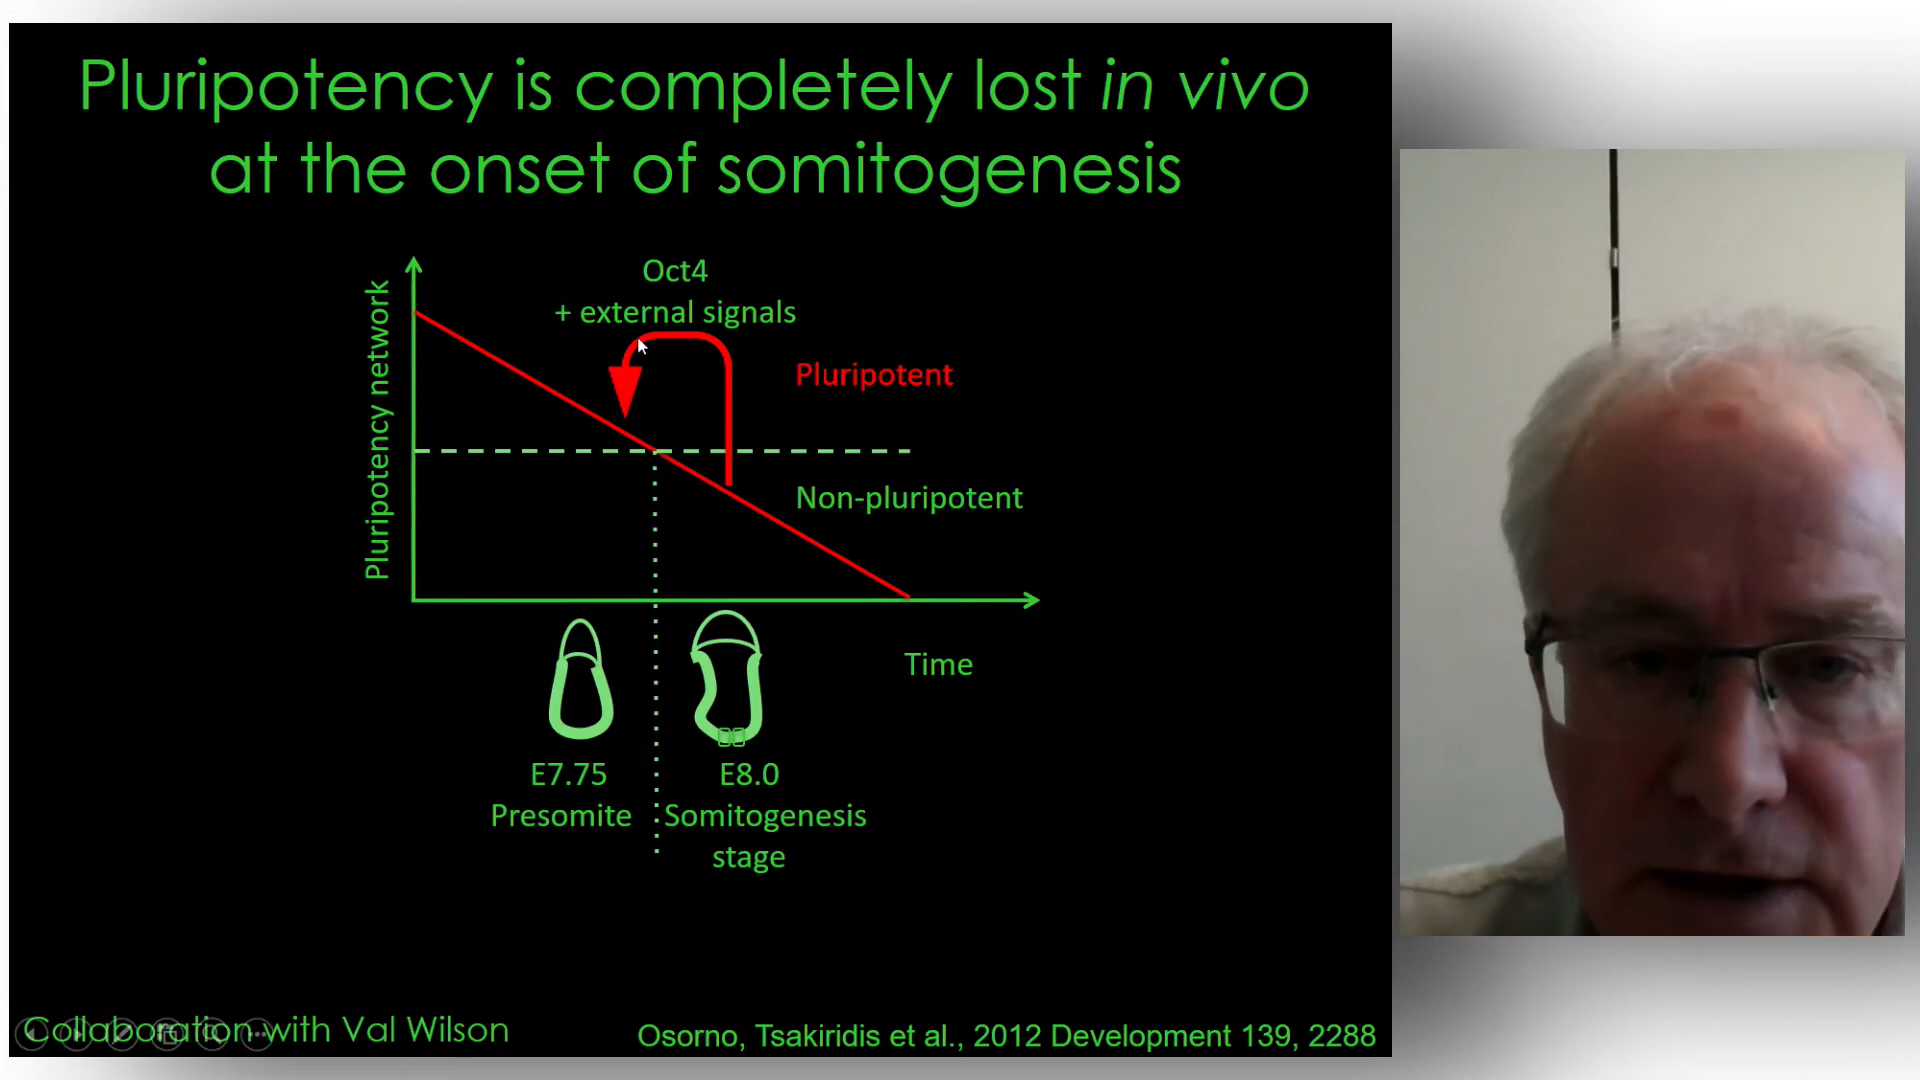 Pluripotency is completely lost in vivo
at the onset of somitogenesis
Oct4
+ external signals
Pluripotency network
Pluripotent
Non-pluripotent
Time
E7.75
Presomite
E8.0
Somitogenesis
stage
Collaboration with Val Wilson
Osorno, Tsakiridis et al., 2012 Development 139, 2288